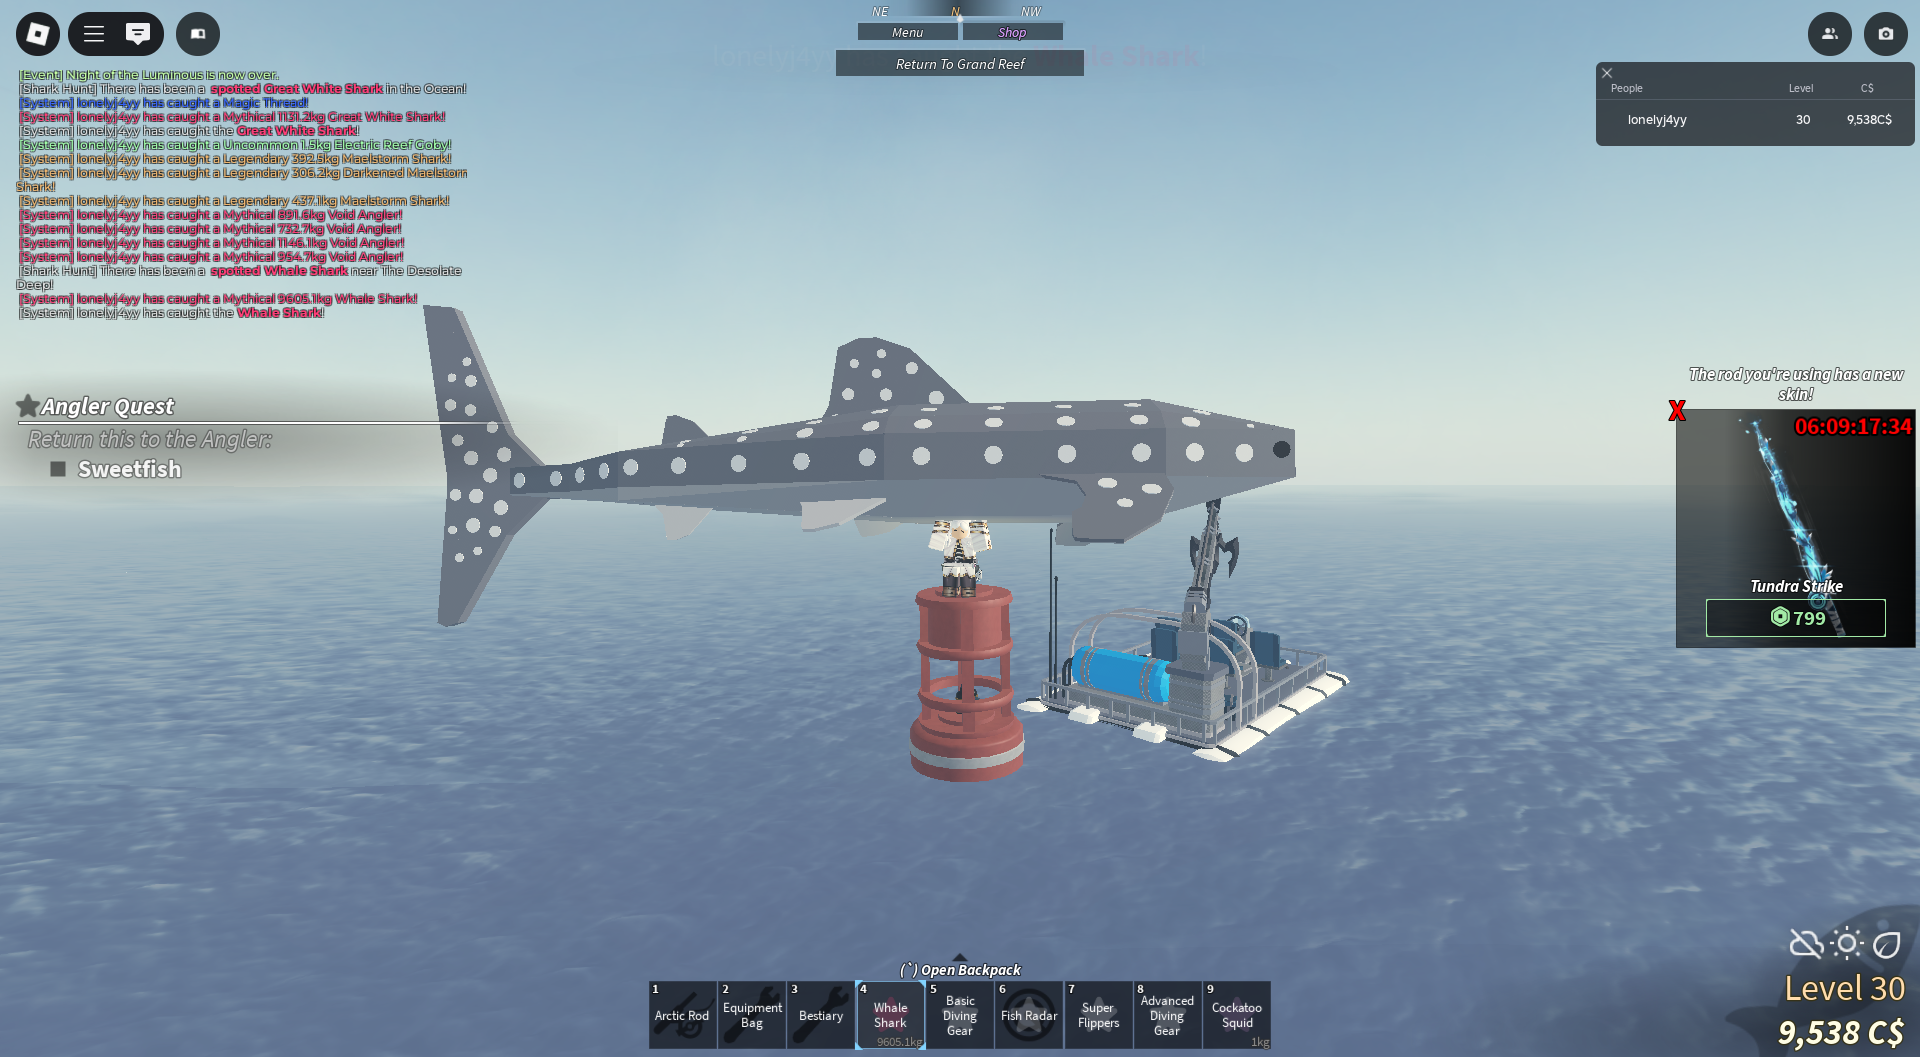 NE N NW
Menu
Shop
Return To Grand Reef
[Event] Night of the Luminous is now over.
[Shark Hunt] There has been a spotted Great White Shark in the Ocean!
[System] lonelyj4yy has caught a Magic Thread!
[System] lonelyj4yy has caught a Mythical 1131.2kg Great White Shark!
[System] lonelyj4yy has caught the Great White Shark!
[System] lonelyj4yy has caught a Uncommon 1.5kg Electric Reef Goby!
[System] lonelyj4yy has caught a Legendary 392.5kg Maelstorm Shark!
[System] lonelyj4yy has caught a Legendary 306.2kg Darkened Maelstorm
Shark!
[System] lonelyj4yy has caught a Legendary 437.1kg Maelstorm Shark!
[System] lonelyj4yy has caught a Mythical 891.6kg Void Angler!
[System] lonelyj4yy has caught a Mythical 732.7kg Void Angler!
[System] lonelyj4yy has caught a Mythical 1146.1kg Void Angler!
[System] lonelyj4yy has caught a Mythical 954.7kg Void Angler!
[Shark Hunt] There has been a spotted Whale Shark near The Desolate
Deep!
[System] lonelyj4yy has caught a Mythical 9605.1kg Whale Shark!
[System] lonelyj4yy has caught the Whale Shark!
People Level C$
lonelyj4yy 30 9,538C$
Angler Quest
Return this to the Angler:
Sweetfish
The rod you're using has a new
skin!
X
06:09:17:34
Tundra Strike
799
(`) Open Backpack
1
Arctic Rod
2
Equipment
Bag
3
Bestiary
4
Whale
Shark
9605.1kg
5
Basic
Diving
Gear
6
Fish Radar
7
Super
Flippers
8
Advanced
Diving
Gear
9
Cockatoo
Squid
1kg
Level 30
9,538 C$